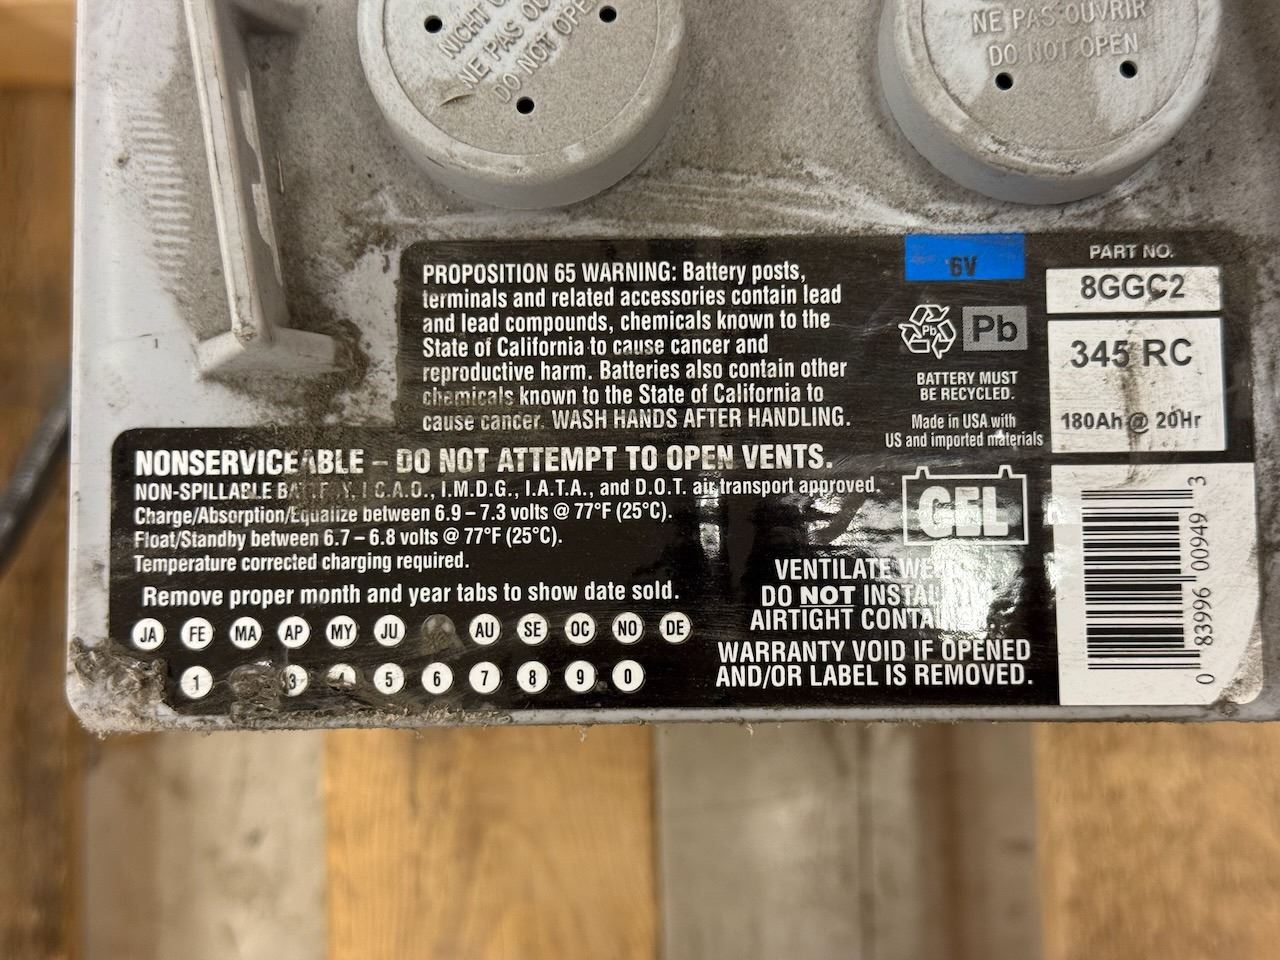 NICHT
NE PAS
DO NOT OPEN
NE PAS OUVRIR
DO NOT OPEN
PROPOSITION 65 WARNING: Battery posts,
terminals and related accessories contain lead
and lead compounds, chemicals known to the
State of California to cause cancer and
reproductive harm. Batteries also contain other
chemicals known to the State of California to
cause cancer. WASH HANDS AFTER HANDLING.
6V
Pb
Pb
BATTERY MUST
BE RECYCLED.
Made in USA with
US and imported materials
PART NO.
8GGC2
345 RC
180Ah @ 20Hr
NONSERVICEABLE – DO NOT ATTEMPT TO OPEN VENTS.
NON-SPILLABLE I.C.A.O., I.M.D.G., I.A.T.A., and D.O.T. air transport approved.
Charge/Absorption/Equalize between 6.9 – 7.3 volts @ 77°F (25°C).
Float/Standby between 6.7 – 6.8 volts @ 77°F (25°C).
Temperature corrected charging required.
Remove proper month and year tabs to show date sold.
JA FE MA AP MY JU AU SE OC NO DE
1 3 4 5 6 7 8 9 0
GEL
VENTILATE
DO NOT
AIRTIGHT
WARRANTY VOID IF OPENED
AND/OR LABEL IS REMOVED.
0 83996 00949 3